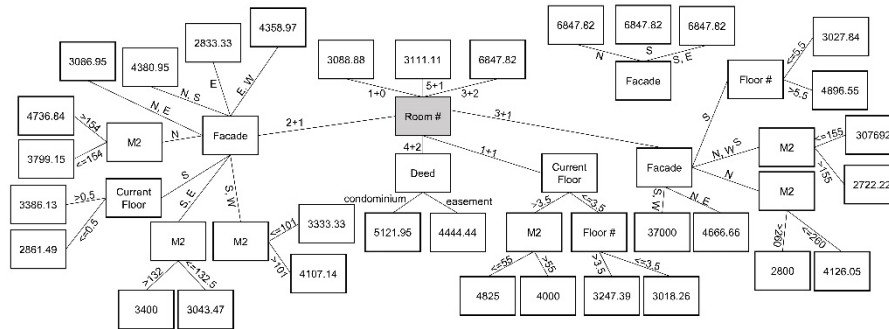 4358.97
2833.33
3086.95
4380.95
6847.62
6847.82
6847.62
3088.88
3111.11
6847.82
3027.84
E
E, W
N, S
N, E
N
S
S, E
<=5.5
>5.5
Floor #
4896.55
Facade
1+0
5+1
3+2
4736.64
>154
M2
N
Facade
2+1
Room #
3+1
S
3799.15
<=154
4+2
1+1
N, W, S
M2
<=155
307692
>155
2722.22
3386.13
>0.5
Current
Floor
S
Deed
Current
Floor
Facade
N
M2
2861.49
<=0.5
S, E
S, W
condominium
easement
>3.5
<=3.5
S, W
N, E
M2
M2
<=101
3333.33
>101
4107.14
5121.95
4444.44
M2
Floor #
37000
4666.66
>260
<=260
>132
<=132.5
<=55
>55
>3.5
<=3.5
2800
4126.05
3400
3043.47
4825
4000
3247.39
3018.26